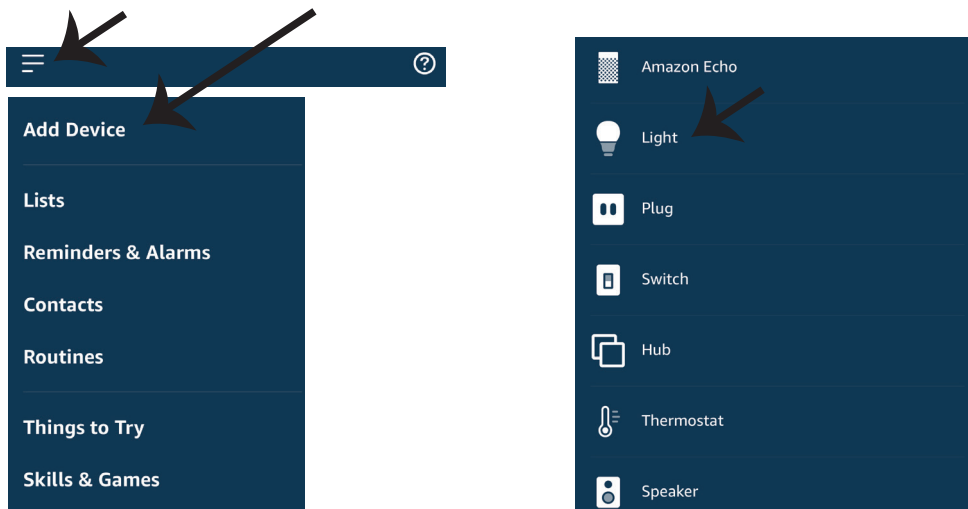 Add Device
Lists
Reminders & Alarms
Contacts
Routines
Things to Try
Skills & Games
Amazon Echo
Light
Plug
Switch
Hub
Thermostat
Speaker